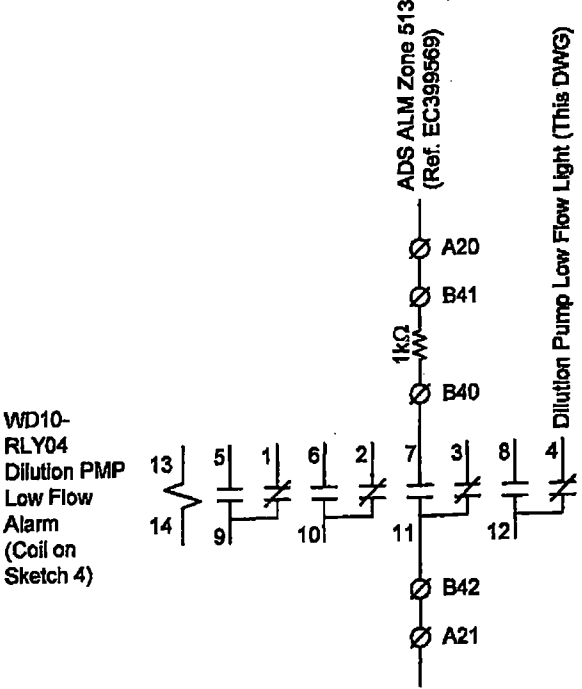 ADS ALM Zone 513
(Ref. EC399569)
Dilution Pump Low Flow Light (This DWG)
A20
B41
1kΩ
B40
WD10-
RLY04
Dilution PMP
Low Flow
Alarm
(Coil on
Sketch 4)
13 5 1 6 2 7 3 8 4
14 9 10 11 12
B42
A21